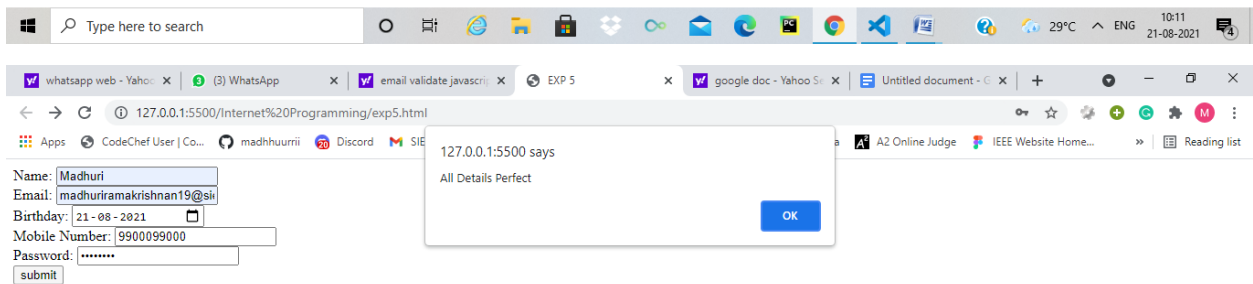 Type here to search
29°C ENG 10:11
21-08-2021
4
whatsapp web - Yahoo
(3) WhatsApp
email validate javascrip
EXP 5
google doc - Yahoo Se
Untitled document - G
127.0.0.1:5500/Internet%20Programming/exp5.html
M
Apps CodeChef User | Co... madhhuurrii Discord SIE a A2 Online Judge IEEE Website Home... » Reading list
127.0.0.1:5500 says
All Details Perfect
OK
Name: Madhuri
Email: madhuriramakrishnan19@sie
Birthday: 21-08-2021
Mobile Number: 9900099000
Password: ••••••••
submit